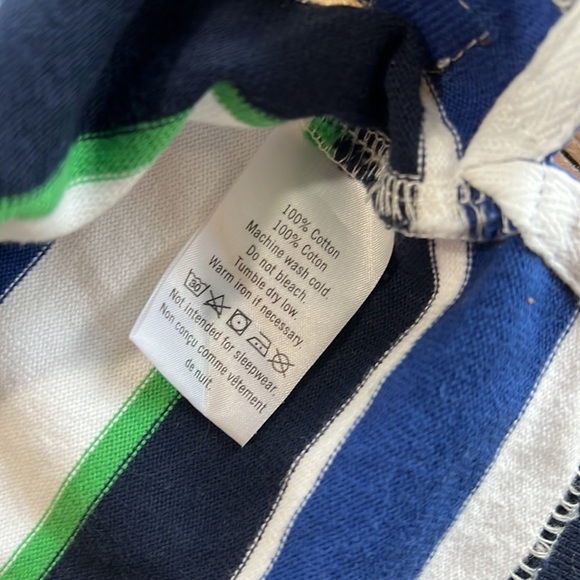 100% Cotton
100% Coton
Machine wash cold.
Do not bleach.
Tumble dry low.
Warm iron if necessary.
30
Not intended for sleepwear.
Non conçu comme vêtement
de nuit.